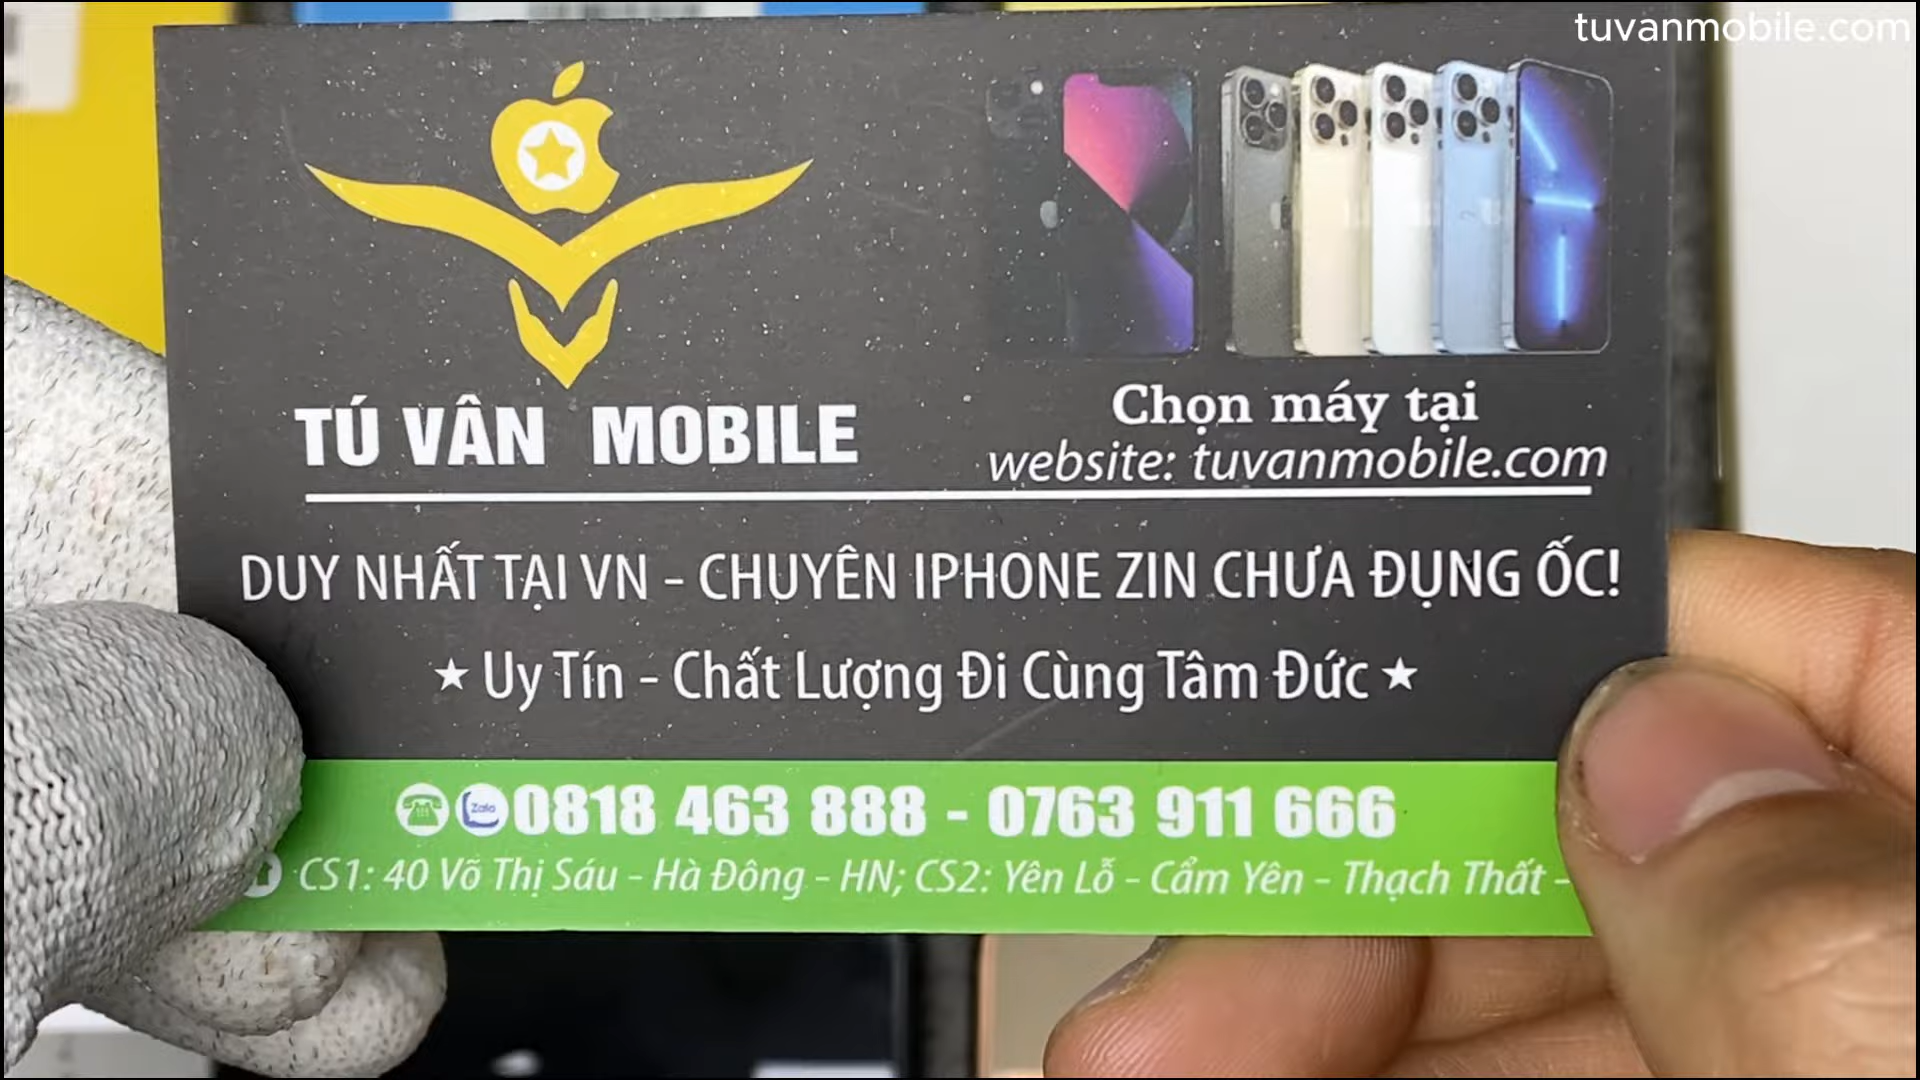 tuvanmobile.com
TÚ VÂN MOBILE
Chọn máy tại
website: tuvanmobile.com
DUY NHẤT TẠI VN - CHUYÊN IPHONE ZIN CHƯA ĐỤNG ỐC!
★ Uy Tín - Chất Lượng Đi Cùng Tâm Đức ★
Zalo 0818 463 888 - 0763 911 666
CS1: 40 Võ Thị Sáu - Hà Đông - HN; CS2: Yên Lỗ - Cẩm Yên - Thạch Thất -